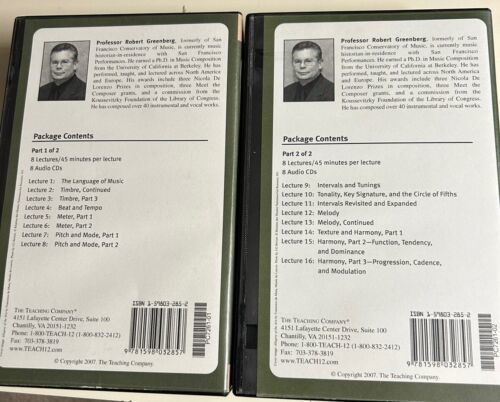 Professor Robert Greenberg, formerly of San
Francisco Conservatory of Music, is currently music
historian-in-residence with San Francisco
Performances. He earned a Ph.D. in Music Composition
from the University of California at Berkeley. He has
performed, taught, and lectured across North America
and Europe. His awards include three Nicola De
Lorenzo Prizes in composition, three Meet the
Composer grants, and a commission from the
Koussevitzky Foundation of the Library of Congress.
He has composed over 40 instrumental and vocal works.
Package Contents
Part 1 of 2
8 Lectures/45 minutes per lecture
8 Audio CDs
Lecture 1: The Language of Music
Lecture 2: Timbre, Continued
Lecture 3: Timbre, Part 3
Lecture 4: Beat and Tempo
Lecture 5: Meter, Part 1
Lecture 6: Meter, Part 2
Lecture 7: Pitch and Mode, Part 1
Lecture 8: Pitch and Mode, Part 2
THE TEACHING COMPANY®
4151 Lafayette Center Drive, Suite 100
Chantilly, VA 20151-1232
Phone: 1-800-TEACH-12 (1-800-832-2412)
Fax: 703-378-3819
www.TEACH12.com
ISBN 1-59803-285-2
9 781598 032857
© Copyright 2007. The Teaching Company.
Professor Robert Greenberg, formerly of San
Francisco Conservatory of Music, is currently music
historian-in-residence with San Francisco
Performances. He earned a Ph.D. in Music Composition
from the University of California at Berkeley. He has
performed, taught, and lectured across North America
and Europe. His awards include three Nicola De
Lorenzo Prizes in composition, three Meet the
Composer grants, and a commission from the
Koussevitzky Foundation of the Library of Congress.
He has composed over 40 instrumental and vocal works.
Package Contents
Part 2 of 2
8 Lectures/45 minutes per lecture
8 Audio CDs
Lecture 9: Intervals and Tunings
Lecture 10: Tonality, Key Signature, and the Circle of Fifths
Lecture 11: Intervals Revisited and Expanded
Lecture 12: Melody
Lecture 13: Melody, Continued
Lecture 14: Texture and Harmony, Part 1
Lecture 15: Harmony, Part 2—Function, Tendency,
and Dominance
Lecture 16: Harmony, Part 3—Progression, Cadence,
and Modulation
THE TEACHING COMPANY®
4151 Lafayette Center Drive, Suite 100
Chantilly, VA 20151-1232
Phone: 1-800-TEACH-12 (1-800-832-2412)
Fax: 703-378-3819
www.TEACH12.com
ISBN 1-59803-285-2
9 781598 032857
© Copyright 2007. The Teaching Company.